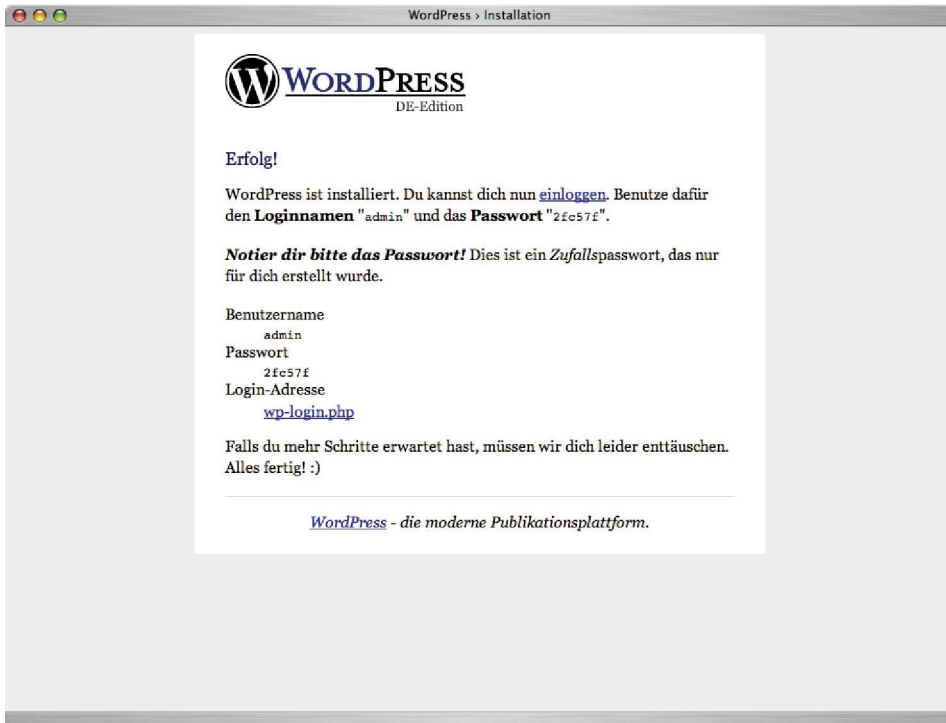 WordPress › Installation
WORDPRESS
DE-Edition
Erfolg!
WordPress ist installiert. Du kannst dich nun einloggen. Benutze dafür
den Loginnamen "admin" und das Passwort "2fc57f".
Notier dir bitte das Passwort! Dies ist ein Zufallspasswort, das nur
für dich erstellt wurde.
Benutzername
admin
Passwort
2fc57f
Login-Adresse
wp-login.php
Falls du mehr Schritte erwartet hast, müssen wir dich leider enttäuschen.
Alles fertig! :)
WordPress - die moderne Publikationsplattform.